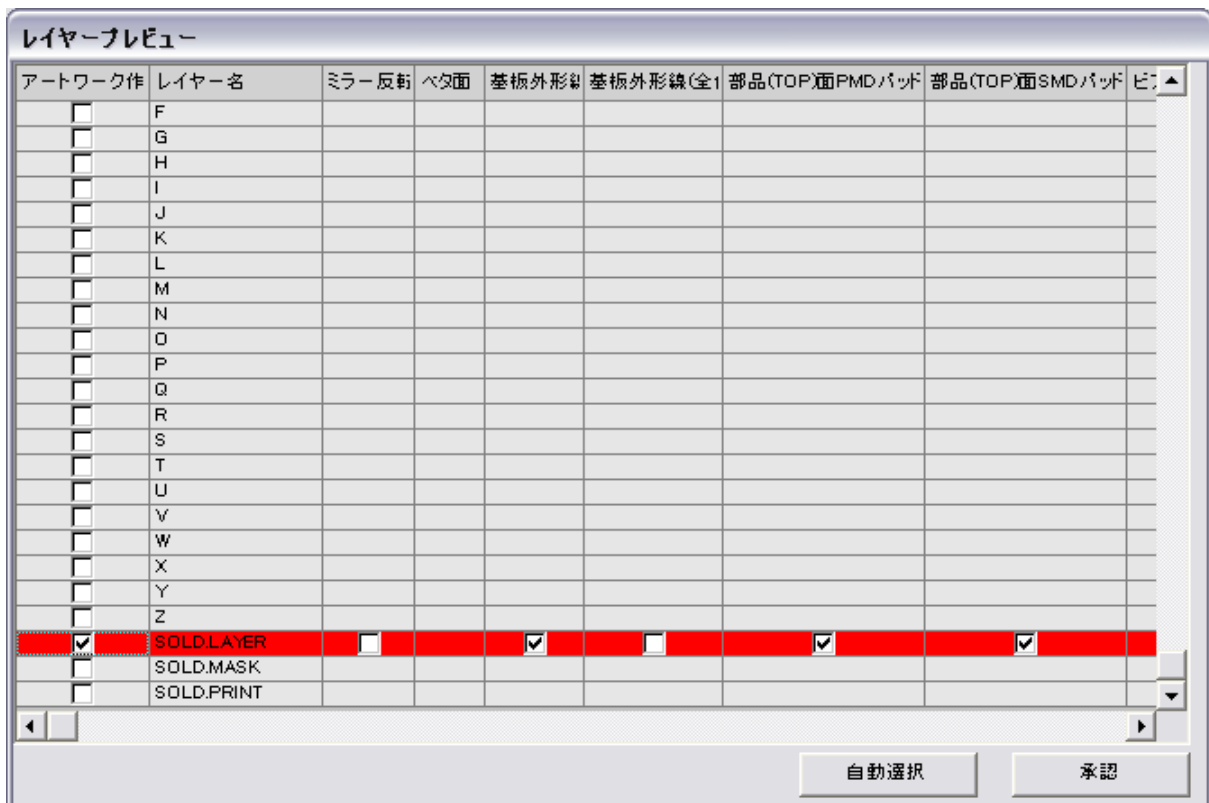 レイヤープレビュー
アートワーク作 レイヤー名 ミラー反転 ベタ面 基板外形線 基板外形線(全 部品(TOP)面PMDパッド 部品(TOP)面SMDパッド ビア
F
G
H
I
J
K
L
M
N
O
P
Q
R
S
T
U
V
W
X
Y
Z
SOLD.LAYER
SOLD.MASK
SOLD.PRINT
自動選択 承認